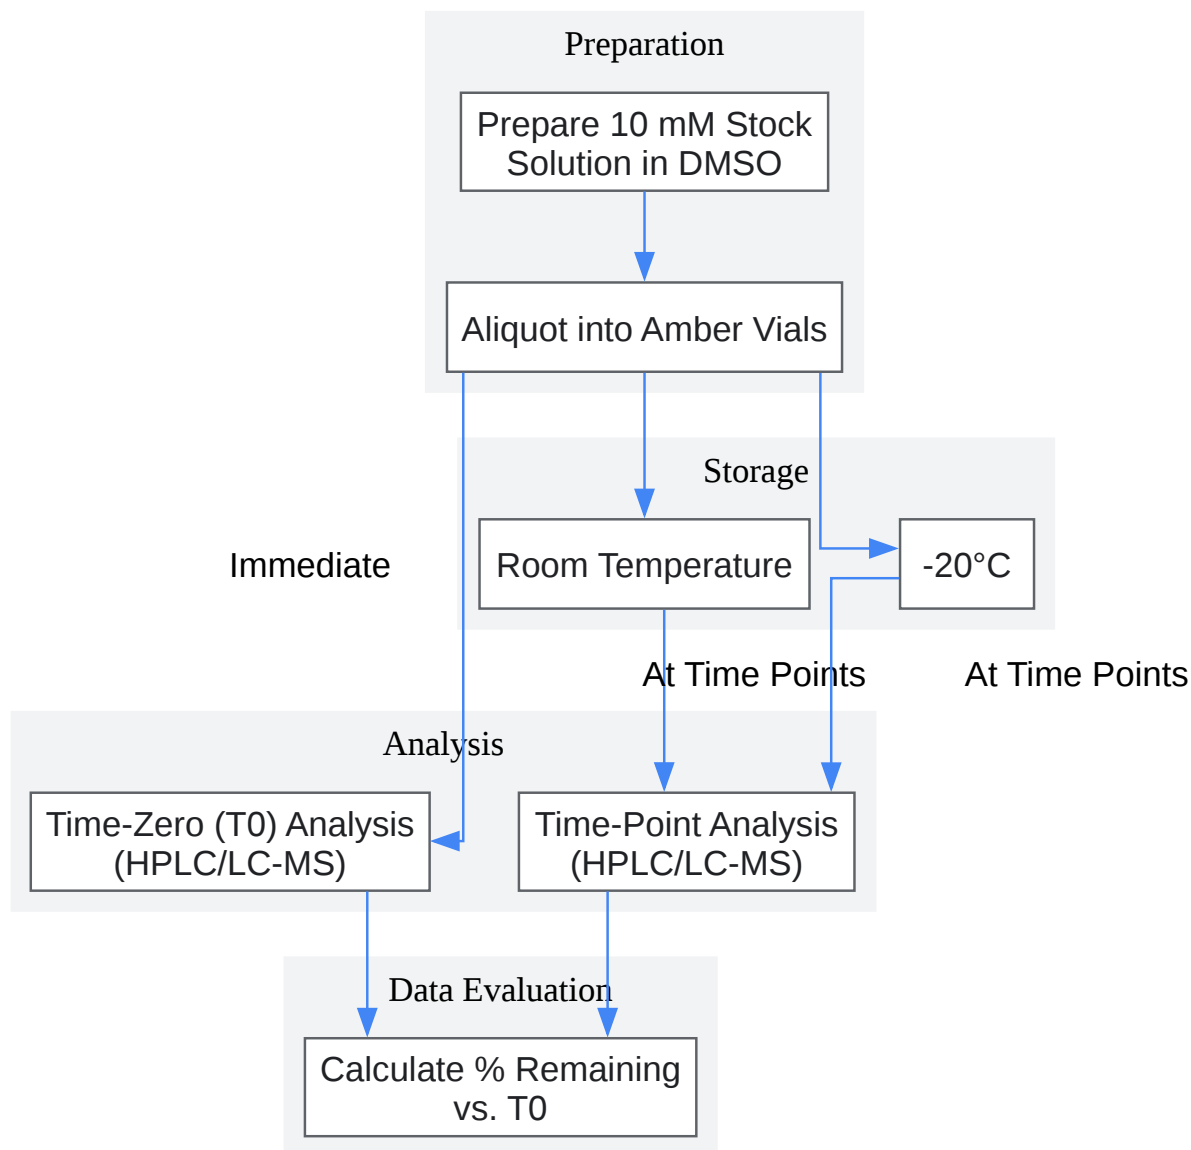 Preparation
Prepare 10 mM Stock
Solution in DMSO
Aliquot into Amber Vials
Storage
Immediate
Room Temperature
-20°C
At Time Points
At Time Points
Analysis
Time-Zero (T0) Analysis
(HPLC/LC-MS)
Time-Point Analysis
(HPLC/LC-MS)
Data Evaluation
Calculate % Remaining
vs. T0